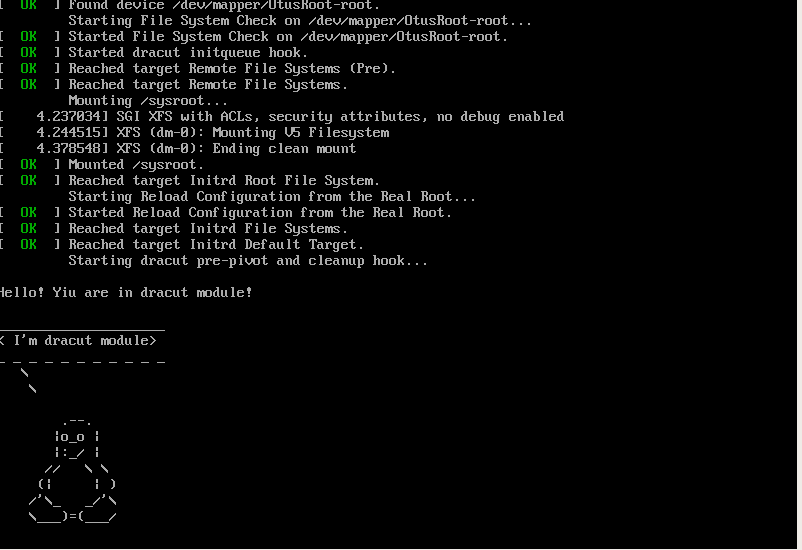 [  OK  ] Found device /dev/mapper/OtusRoot-root.
         Starting File System Check on /dev/mapper/OtusRoot-root...
[  OK  ] Started File System Check on /dev/mapper/OtusRoot-root.
[  OK  ] Started dracut initqueue hook.
[  OK  ] Reached target Remote File Systems (Pre).
[  OK  ] Reached target Remote File Systems.
         Mounting /sysroot...
[    4.237034] SGI XFS with ACLs, security attributes, no debug enabled
[    4.244515] XFS (dm-0): Mounting V5 Filesystem
[    4.378548] XFS (dm-0): Ending clean mount
[  OK  ] Mounted /sysroot.
[  OK  ] Reached target Initrd Root File System.
         Starting Reload Configuration from the Real Root...
[  OK  ] Started Reload Configuration from the Real Root.
[  OK  ] Reached target Initrd File Systems.
[  OK  ] Reached target Initrd Default Target.
         Starting dracut pre-pivot and cleanup hook...
Hello! Yiu are in dracut module!
_____________________
< I'm dracut module>
_ _ _ _ _ _ _ _ _ _ _
   \
    \
        .--.
       |o_o |
       |:_/ |
      //   \ \
     (|     | )
    /'\_   _/'\
    \___)=(___/